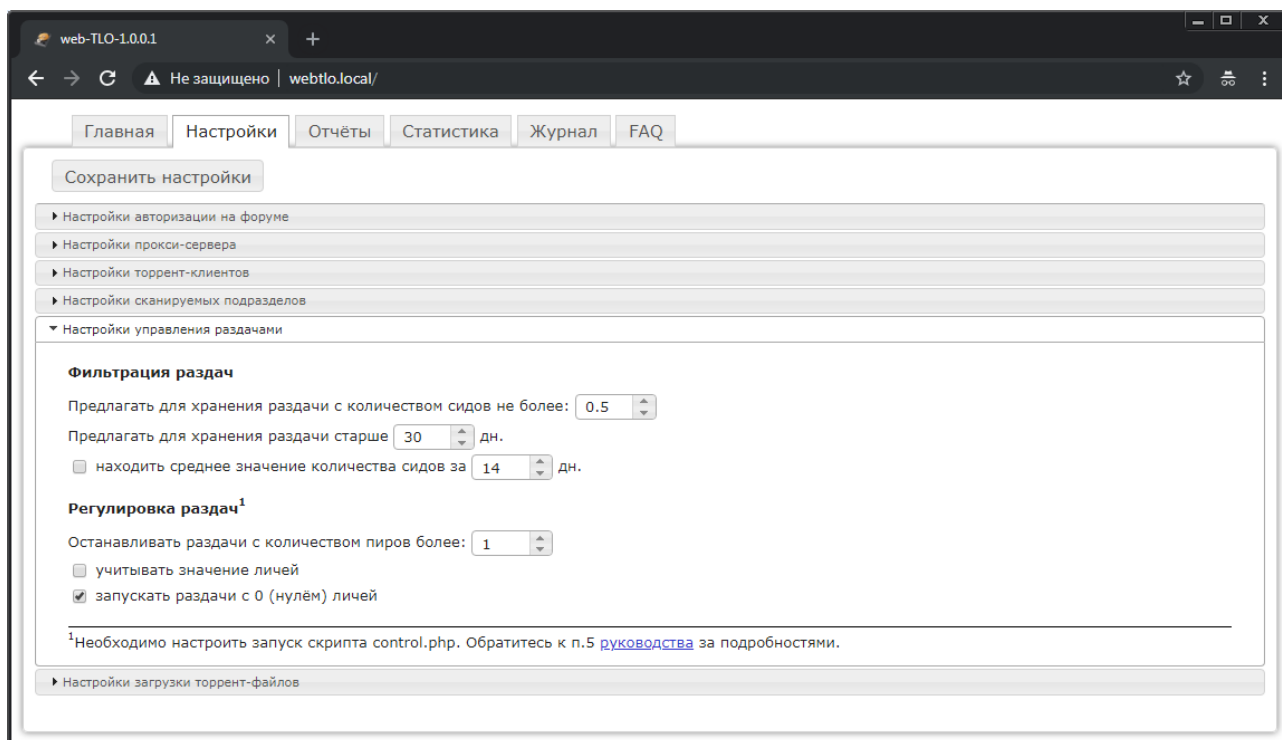 web-TLO-1.0.0.1
Не защищено | webtlo.local/
Главная Настройки Отчёты Статистика Журнал FAQ
Сохранить настройки
Настройки авторизации на форуме
Настройки прокси-сервера
Настройки торрент-клиентов
Настройки сканируемых подразделов
Настройки управления раздачами
Фильтрация раздач
Предлагать для хранения раздачи с количеством сидов не более: 0.5
Предлагать для хранения раздачи старше 30 дн.
находить среднее значение количества сидов за 14 дн.
Регулировка раздач¹
Останавливать раздачи с количеством пиров более: 1
учитывать значение личей
запускать раздачи с 0 (нулём) личей
¹Необходимо настроить запуск скрипта control.php. Обратитесь к п.5 руководства за подробностями.
Настройки загрузки торрент-файлов